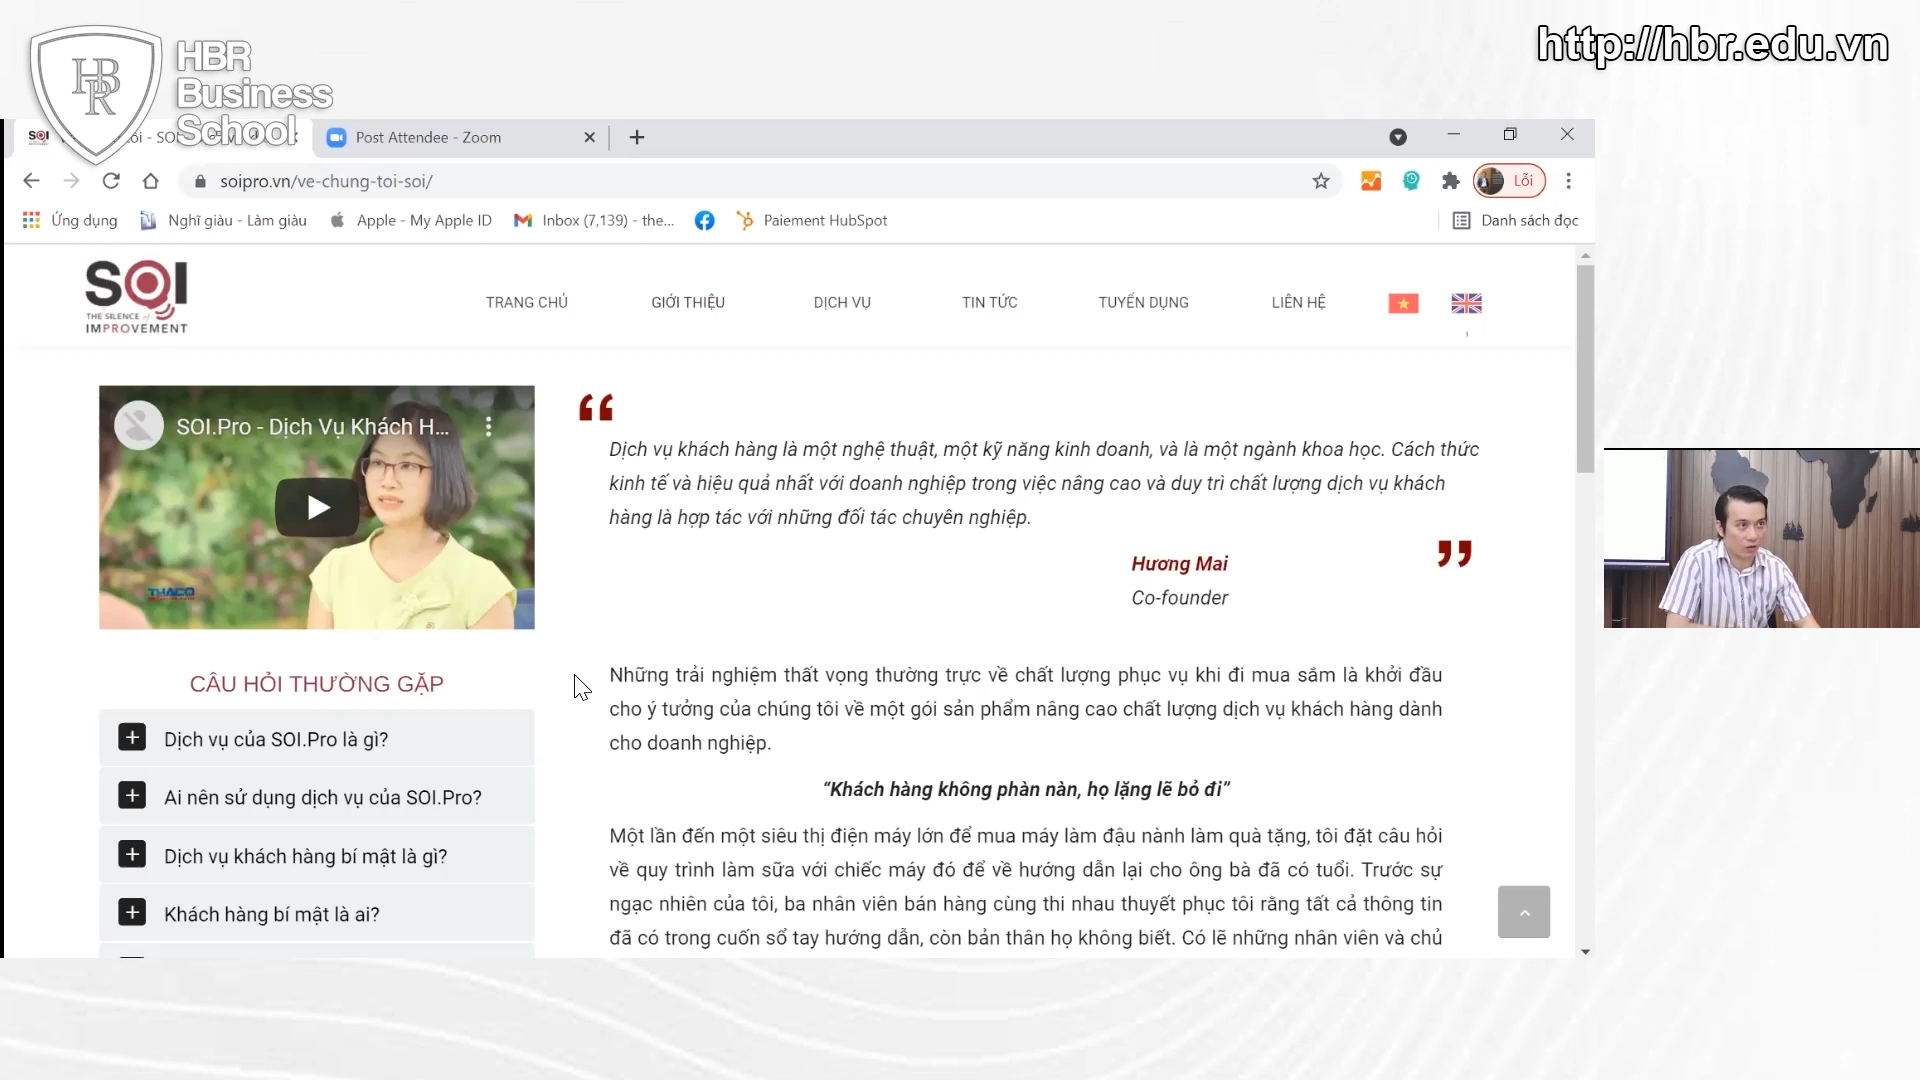 HBR
Business
School
http://hbr.edu.vn
Post Attendee - Zoom
soipro.vn/ve-chung-toi-soi/
Lỗi
Ứng dụng
Nghĩ giàu - Làm giàu
Apple - My Apple ID
Inbox (7,139) - the...
Paiement HubSpot
Danh sách đọc
SOI
THE SILENCE of
IMPROVEMENT
TRANG CHỦ
GIỚI THIỆU
DỊCH VỤ
TIN TỨC
TUYỂN DỤNG
LIÊN HỆ
SOI.Pro - Dịch Vụ Khách H...
THACO
CÂU HỎI THƯỜNG GẶP
Dịch vụ của SOI.Pro là gì?
Ai nên sử dụng dịch vụ của SOI.Pro?
Dịch vụ khách hàng bí mật là gì?
Khách hàng bí mật là ai?
“
Dịch vụ khách hàng là một nghệ thuật, một kỹ năng kinh doanh, và là một ngành khoa học. Cách thức
kinh tế và hiệu quả nhất với doanh nghiệp trong việc nâng cao và duy trì chất lượng dịch vụ khách
hàng là hợp tác với những đối tác chuyên nghiệp.
”
Hương Mai
Co-founder
Những trải nghiệm thất vọng thường trực về chất lượng phục vụ khi đi mua sắm là khởi đầu
cho ý tưởng của chúng tôi về một gói sản phẩm nâng cao chất lượng dịch vụ khách hàng dành
cho doanh nghiệp.
“Khách hàng không phàn nàn, họ lặng lẽ bỏ đi”
Một lần đến một siêu thị điện máy lớn để mua máy làm đậu nành làm quà tặng, tôi đặt câu hỏi
về quy trình làm sữa với chiếc máy đó để về hướng dẫn lại cho ông bà đã có tuổi. Trước sự
ngạc nhiên của tôi, ba nhân viên bán hàng cùng thi nhau thuyết phục tôi rằng tất cả thông tin
đã có trong cuốn sổ tay hướng dẫn, còn bản thân họ không biết. Có lẽ những nhân viên và chủ